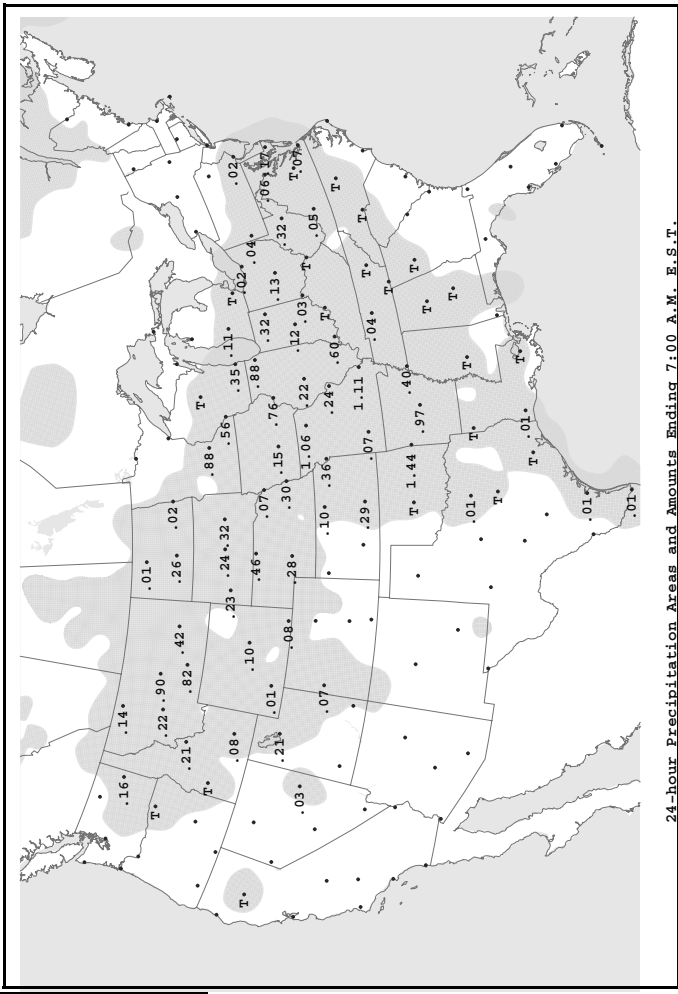 .14
.16
.01
T
.90
.22
.02
.26
.42
.21
.82
T
T
.88
.32
.24
.56
.11
.23
T
.02
.08
.35
.02
T
.10
.04
.88
.46
.07
.32
.06
.17
.01
.76
.13
.15
.21
.32
.30
.08
.28
T
.12
.07
.03
.03
.22
1.06
T
.05
.07
.10
T
.36
.24
.60
T
1.11
T
.29
T
.07
.04
T
.40
1.44
T
T
.97
T
T
T
.01
T
T
T
.01
T
.01
.01
24-hour Precipitation Areas and Amounts Ending 7:00 A.M. E.S.T.